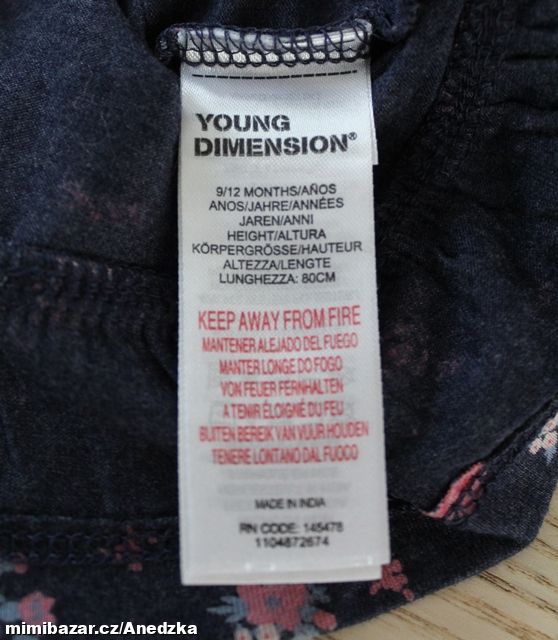 YOUNG
DIMENSION®
9/12 MONTHS/AÑOS
ANOS/JAHRE/ANNÉES
JAREN/ANNI
HEIGHT/ALTURA
KÖRPERGRÖSSE/HAUTEUR
ALTEZZA/LENGTE
LUNGHEZZA: 80CM
KEEP AWAY FROM FIRE
MANTENER ALEJADO DEL FUEGO
MANTER LONGE DO FOGO
VON FEUER FERNHALTEN
A TENIR ÉLOIGNÉ DU FEU
BUITEN BEREIK VAN VUUR HOUDEN
TENERE LONTANO DAL FUOCO
MADE IN INDIA
RN CODE: 145478
1104872674
mimibazar.cz/Anedzka